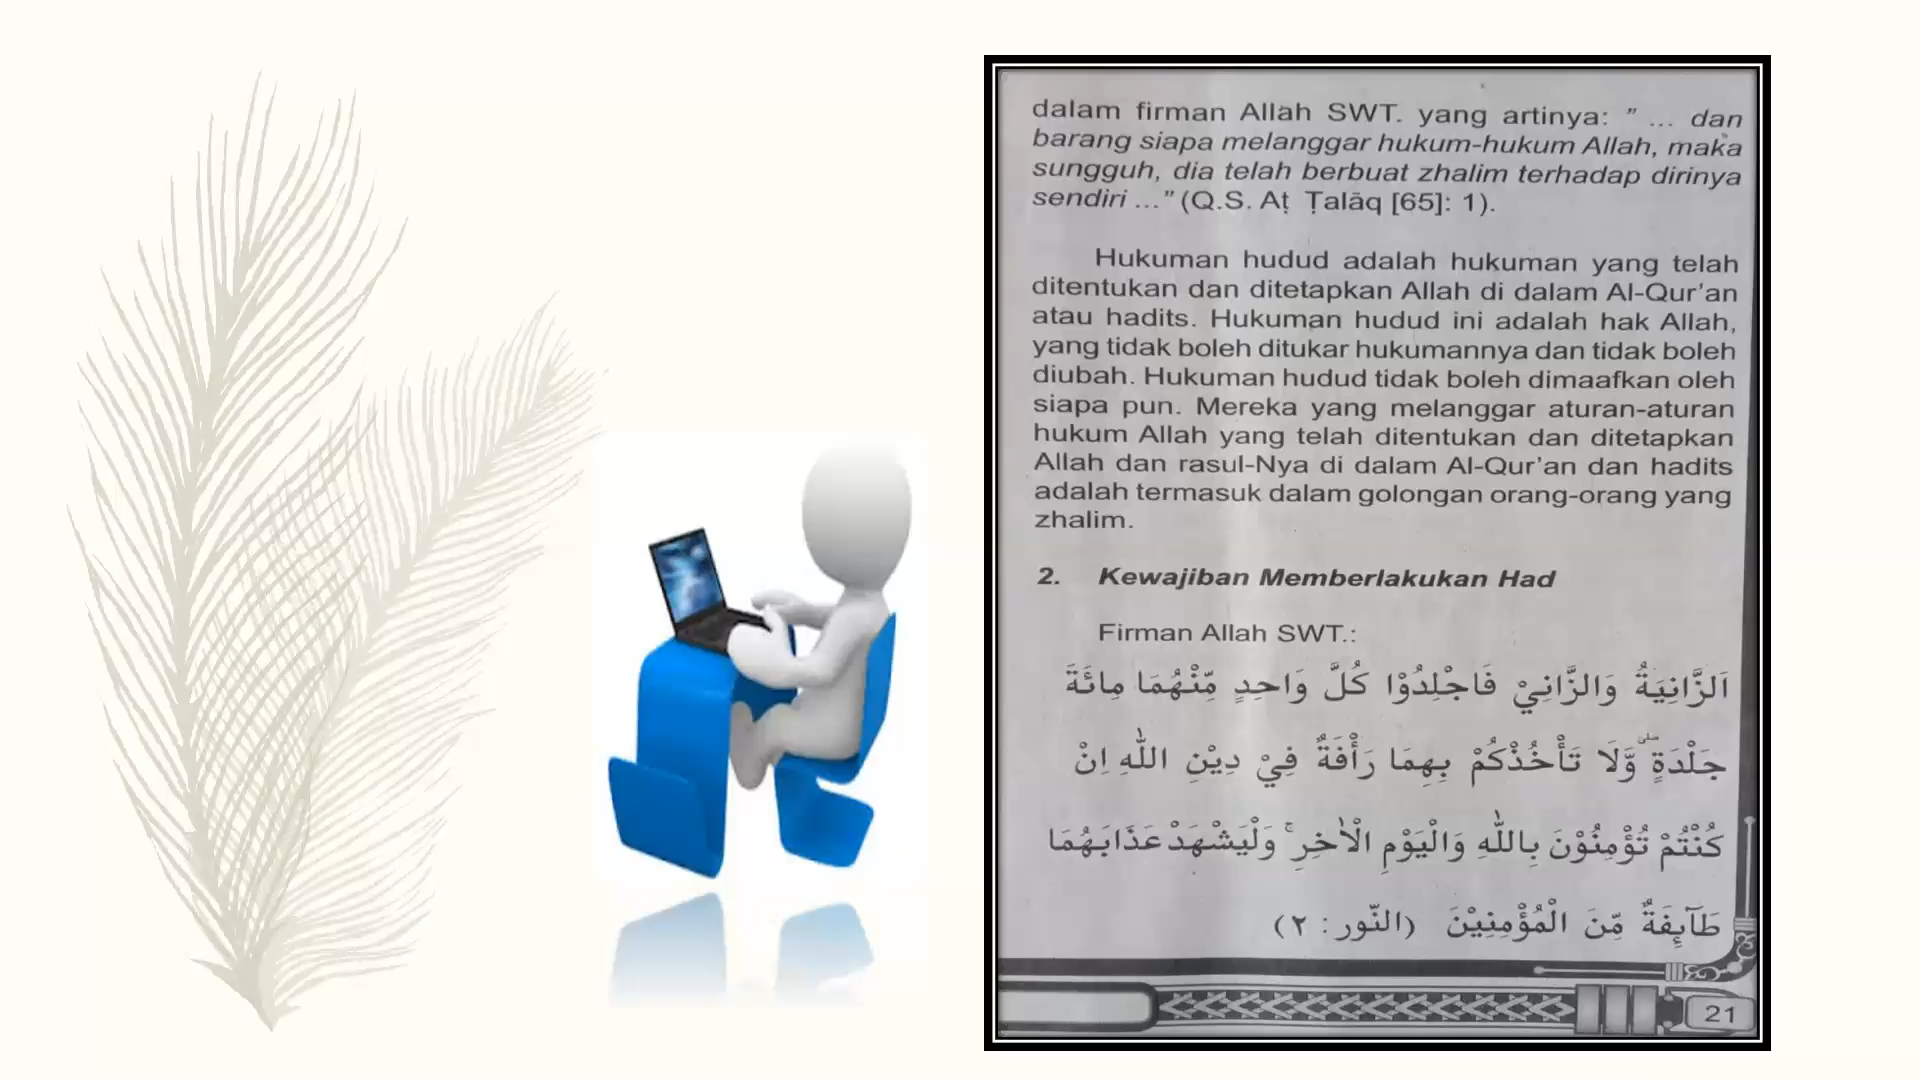 dalam firman Allah SWT. yang artinya: ” ... dan
barang siapa melanggar hukum-hukum Allah, maka
sungguh, dia telah berbuat zhalim terhadap dirinya
sendiri ...” (Q.S. Aṭ Ṭalāq [65]: 1).
Hukuman hudud adalah hukuman yang telah
ditentukan dan ditetapkan Allah di dalam Al-Qur’an
atau hadits. Hukuman hudud ini adalah hak Allah,
yang tidak boleh ditukar hukumannya dan tidak boleh
diubah. Hukuman hudud tidak boleh dimaafkan oleh
siapa pun. Mereka yang melanggar aturan-aturan
hukum Allah yang telah ditentukan dan ditetapkan
Allah dan rasul-Nya di dalam Al-Qur’an dan hadits
adalah termasuk dalam golongan orang-orang yang
zhalim.
2. Kewajiban Memberlakukan Had
Firman Allah SWT.:
اَلزَّانِيَةُ وَالزَّانِيْ فَاجْلِدُوْا كُلَّ وَاحِدٍ مِّنْهُمَا مِائَةَ
جَلْدَةٍۖ وَّلَا تَأْخُذْكُمْ بِهِمَا رَأْفَةٌ فِيْ دِيْنِ اللّٰهِ اِنْ
كُنْتُمْ تُؤْمِنُوْنَ بِاللّٰهِ وَالْيَوْمِ الْاٰخِرِۚ وَلْيَشْهَدْ عَذَابَهُمَا
طَآىِٕفَةٌ مِّنَ الْمُؤْمِنِيْنَ (النّور : ٢)
21